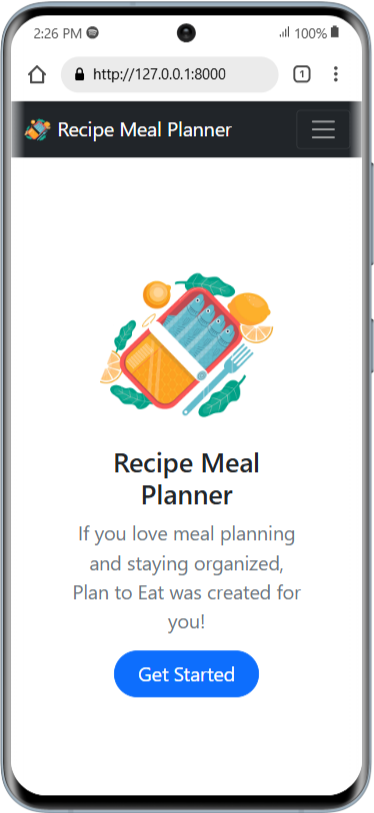 2:26 PM
100%
http://127.0.0.1:8000
1
Recipe Meal Planner
Recipe Meal
Planner
If you love meal planning
and staying organized,
Plan to Eat was created for
you!
Get Started